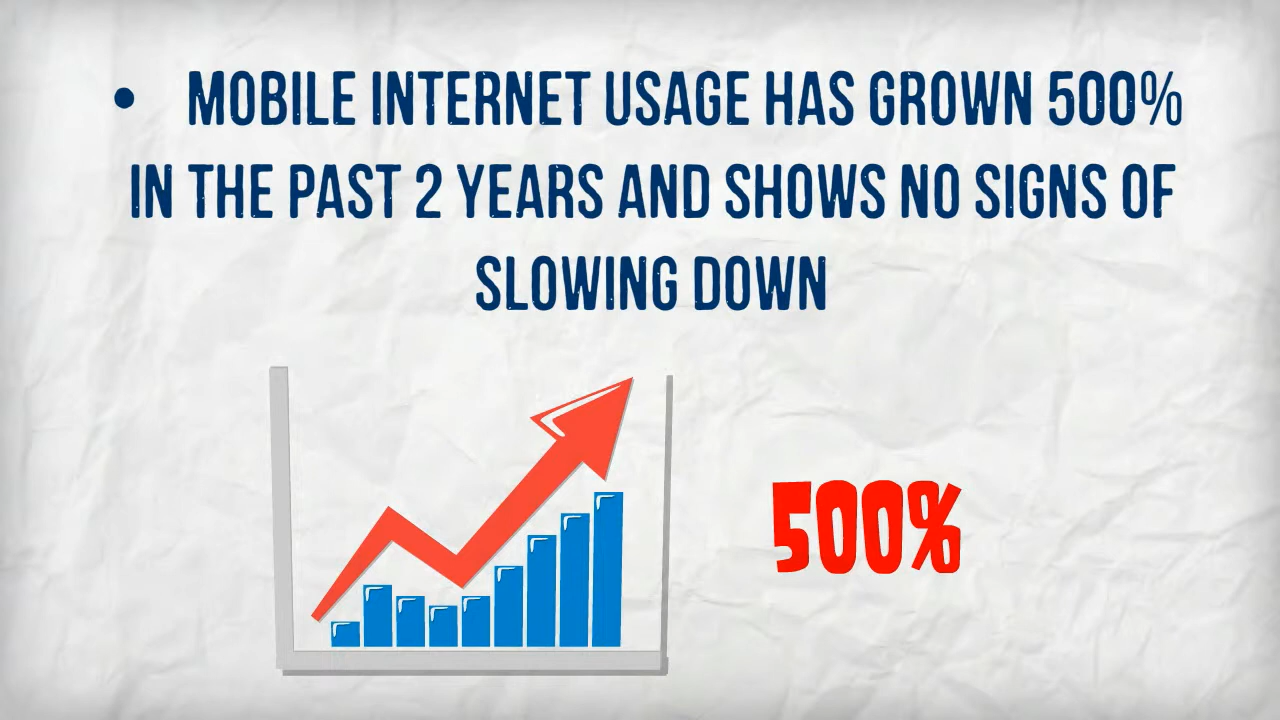 • MOBILE INTERNET USAGE HAS GROWN 500%
IN THE PAST 2 YEARS AND SHOWS NO SIGNS OF
SLOWING DOWN
500%